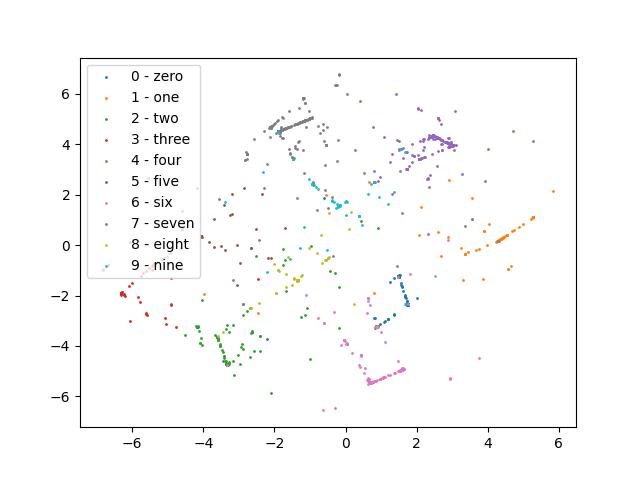 0 - zero
1 - one
2 - two
3 - three
4 - four
5 - five
6 - six
7 - seven
8 - eight
9 - nine
6
4
2
0
−2
−4
−6
−6
−4
−2
0
2
4
6